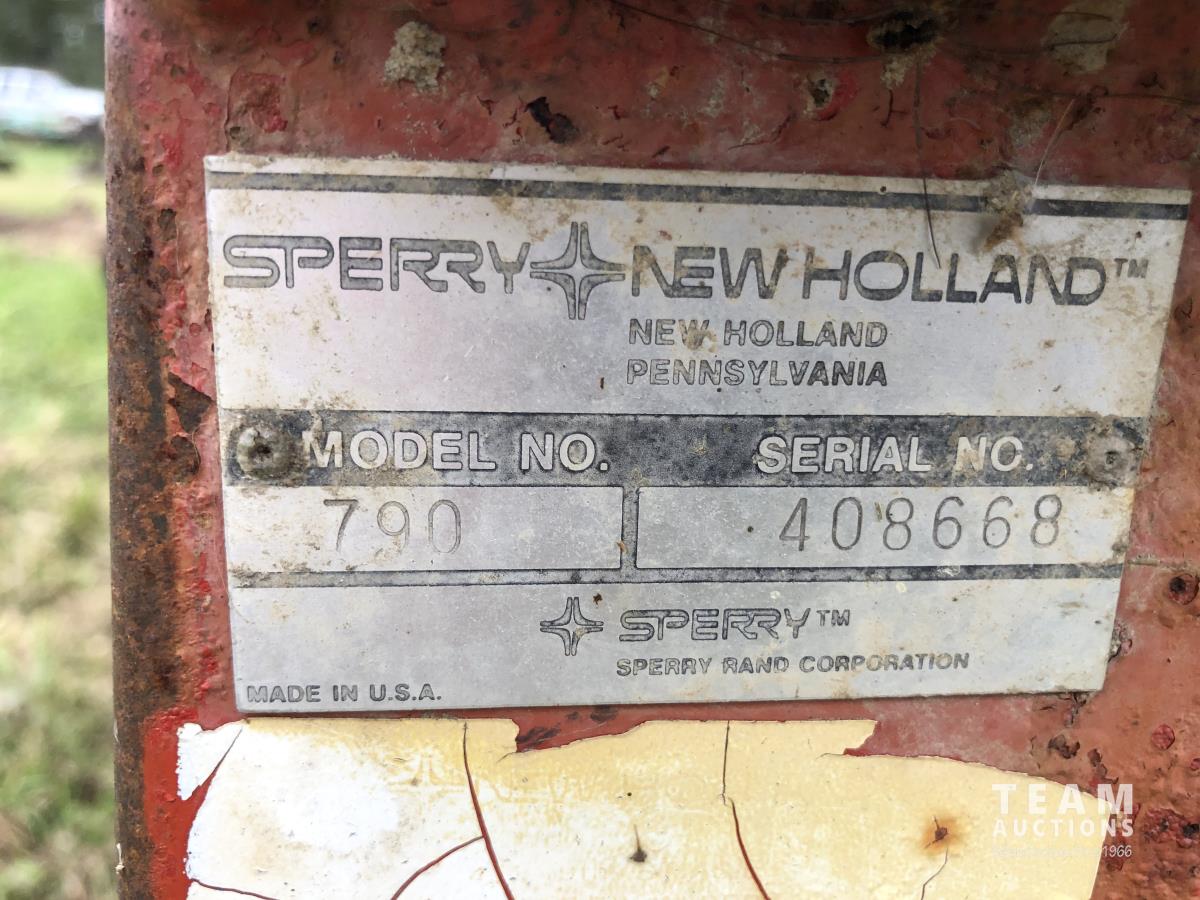 SPERRY NEW HOLLAND™
NEW HOLLAND
PENNSYLVANIA
MODEL NO. SERIAL NO.
790 408668
SPERRY™
SPERRY RAND CORPORATION
MADE IN U.S.A.
TEAM
AUCTIONS
1966